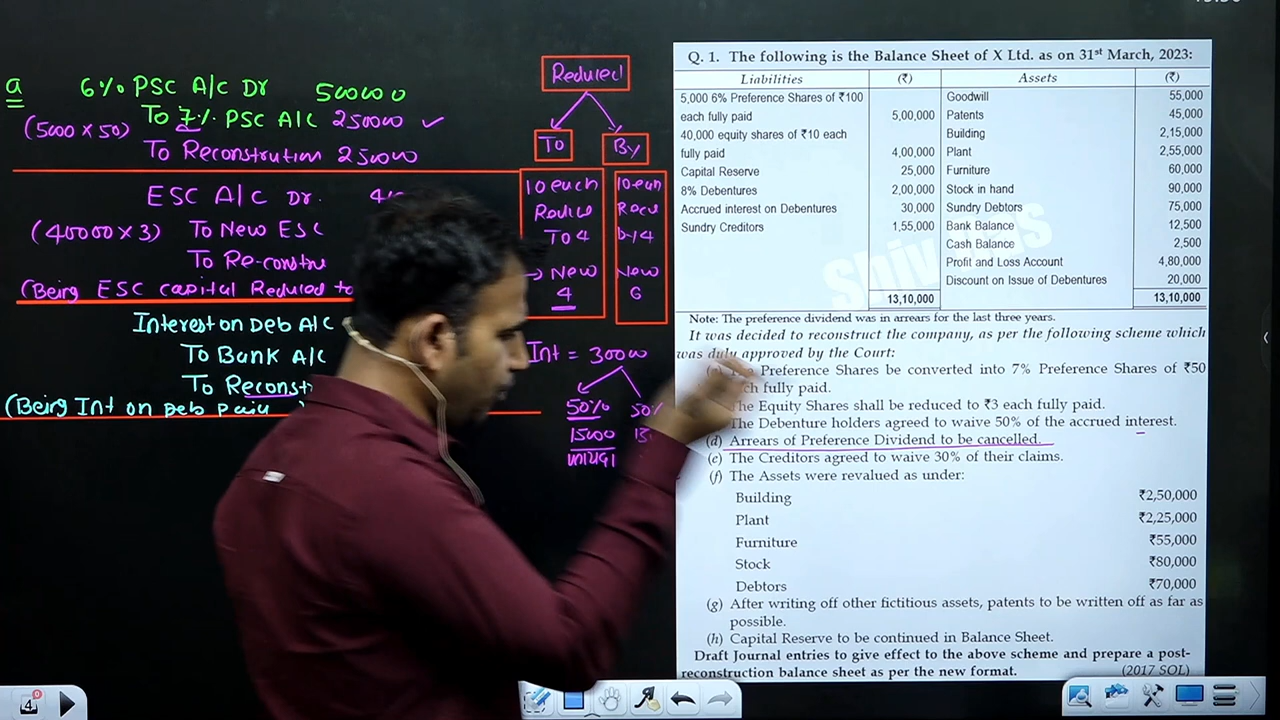 a
6% PSC A/c Dr 500000
(5000 x 50) To 7% PSC A/c 250000 ✓
To Reconstrution 250000
ESC A/c Dr.
(40000 x 3) To New ESC
To Re-constru
(Being ESC capital Reduced to
Interest on Deb A/c
To Bank A/c
To Reconst
(Being Int on Deb paid
Reduced
To By
10 each
Reduce
To 4
→ New
4
10 each
by 4
New
6
Int = 30000
50% 50%
15000
Q. 1. The following is the Balance Sheet of X Ltd. as on 31st March, 2023:
Liabilities (₹) Assets (₹)
5,000 6% Preference Shares of ₹100 Goodwill 55,000
each fully paid 5,00,000 Patents 45,000
40,000 equity shares of ₹10 each Building 2,15,000
fully paid 4,00,000 Plant 2,55,000
Capital Reserve 25,000 Furniture 60,000
8% Debentures 2,00,000 Stock in hand 90,000
Accrued interest on Debentures 30,000 Sundry Debtors 75,000
Sundry Creditors 1,55,000 Bank Balance 12,500
Cash Balance 2,500
Profit and Loss Account 4,80,000
Discount on Issue of Debentures 20,000
13,10,000 13,10,000
Note: The preference dividend was in arrears for the last three years.
It was decided to reconstruct the company, as per the following scheme which
was duly approved by the Court:
Preference Shares be converted into 7% Preference Shares of ₹50
fully paid.
The Equity Shares shall be reduced to ₹3 each fully paid.
The Debenture holders agreed to waive 50% of the accrued interest.
(d) Arrears of Preference Dividend to be cancelled.
(e) The Creditors agreed to waive 30% of their claims.
(f) The Assets were revalued as under:
Building ₹2,50,000
Plant ₹2,25,000
Furniture ₹55,000
Stock ₹80,000
Debtors ₹70,000
(g) After writing off other fictitious assets, patents to be written off as far as
possible.
(h) Capital Reserve to be continued in Balance Sheet.
Draft Journal entries to give effect to the above scheme and prepare a post-
reconstruction balance sheet as per the new format. (2017 SOL)
4